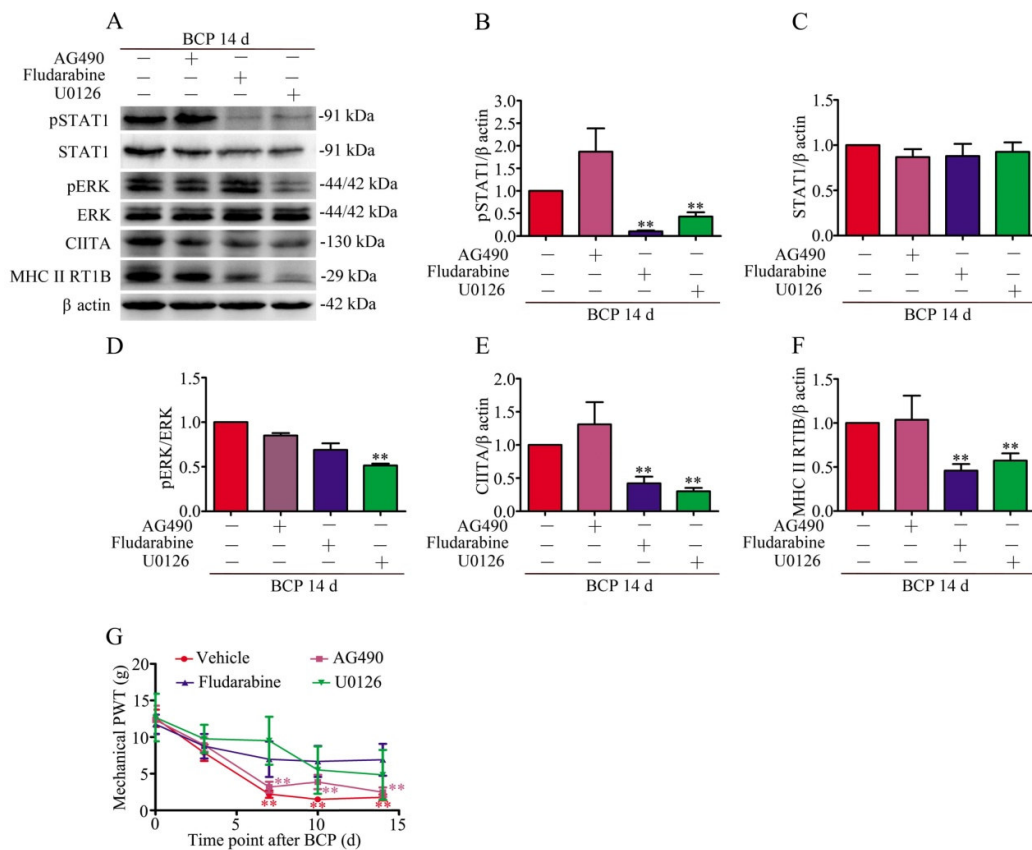 A
BCP 14 d
AG490 – + – –
Fludarabine – – + –
U0126 – – – +
pSTAT1 -91 kDa
STAT1 -91 kDa
pERK -44/42 kDa
ERK -44/42 kDa
CIITA -130 kDa
MHC II RT1B -29 kDa
β actin -42 kDa
B
pSTAT1/β actin
3.0
2.5
2.0
1.5
1.0
0.5
0.0
** **
AG490 – + – –
Fludarabine – – + –
U0126 – – – +
BCP 14 d
C
STAT1/β actin
1.5
1.0
0.5
0.0
AG490 – + – –
Fludarabine – – + –
U0126 – – – +
BCP 14 d
D
pERK/ERK
1.5
1.0
0.5
0.0
**
AG490 – + – –
Fludarabine – – + –
U0126 – – – +
BCP 14 d
E
CIITA/β actin
2.0
1.5
1.0
0.5
0.0
** **
AG490 – + – –
Fludarabine – – + –
U0126 – – – +
BCP 14 d
F
MHC II RTIB/β actin
1.5
1.0
0.5
0.0
** **
AG490 – + – –
Fludarabine – – + –
U0126 – – – +
BCP 14 d
G
Vehicle AG490
Fludarabine U0126
Mechanical PWT (g)
20
15
10
5
0
** ** **
** ** **
0 5 10 15
Time point after BCP (d)